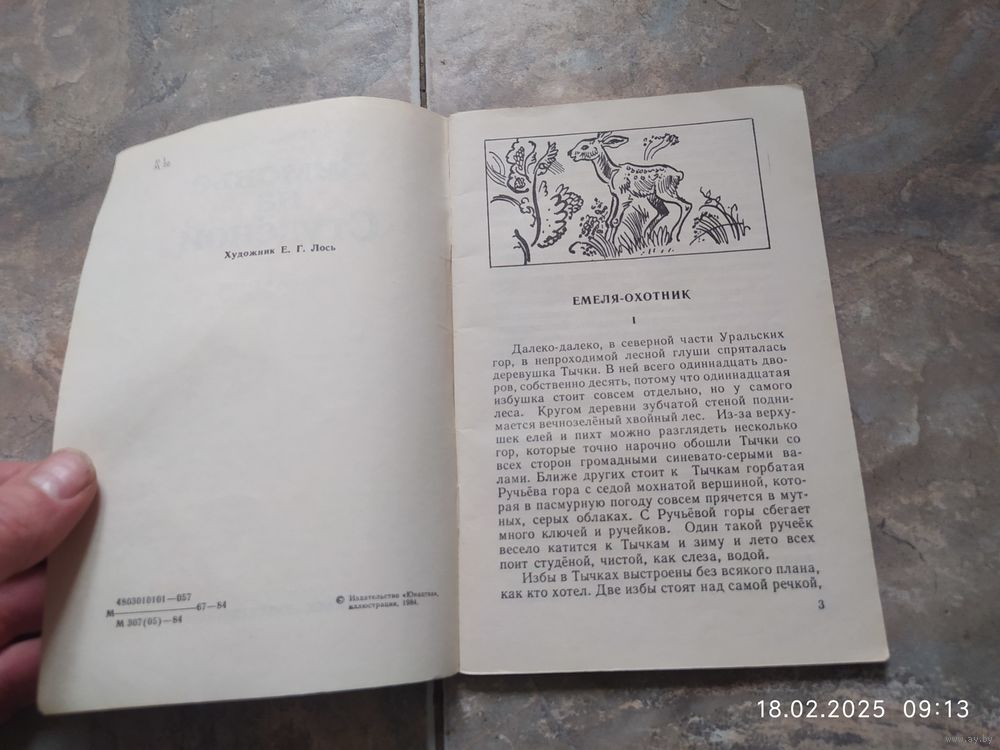 Художник Е. Г. Лось
4803010101—057
М————67—84
М 307(05)—84
© Издательство «Юнацтва»,
иллюстрации, 1984.
ЕМЕЛЯ-ОХОТНИК
I
Далеко-далеко, в северной части Уральских
гор, в непроходимой лесной глуши спряталась
деревушка Тычки. В ней всего одиннадцать дво-
ров, собственно десять, потому что одиннадцатая
избушка стоит совсем отдельно, но у самого
леса. Кругом деревни зубчатой стеной подни-
мается вечнозелёный хвойный лес. Из-за верху-
шек елей и пихт можно разглядеть несколько
гор, которые точно нарочно обошли Тычки со
всех сторон громадными синевато-серыми ва-
лами. Ближе других стоит к Тычкам горбатая
Ручьёва гора с седой мохнатой вершиной, кото-
рая в пасмурную погоду совсем прячется в мут-
ных, серых облаках. С Ручьёвой горы сбегает
много ключей и ручейков. Один такой ручеёк
весело катится к Тычкам и зиму и лето всех
поит студёной, чистой, как слеза, водой.
Избы в Тычках выстроены без всякого плана,
как кто хотел. Две избы стоят над самой речкой,
3
18.02.2025 09:13
www.ay.by